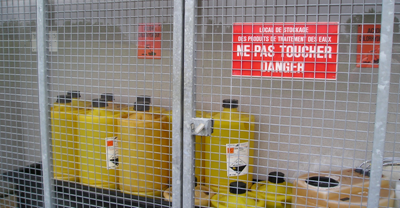 LOCAL DE STOCKAGE
DES PRODUITS DE TRAITEMENT DES EAUX
NE PAS TOUCHER
DANGER